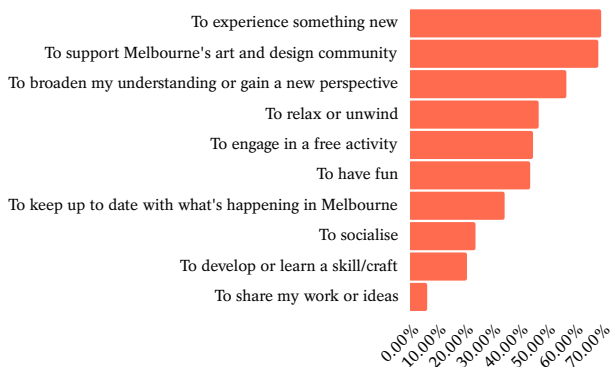 To experience something new
To support Melbourne's art and design community
To broaden my understanding or gain a new perspective
To relax or unwind
To engage in a free activity
To have fun
To keep up to date with what's happening in Melbourne
To socialise
To develop or learn a skill/craft
To share my work or ideas
0.00%
10.00%
20.00%
30.00%
40.00%
50.00%
60.00%
70.00%